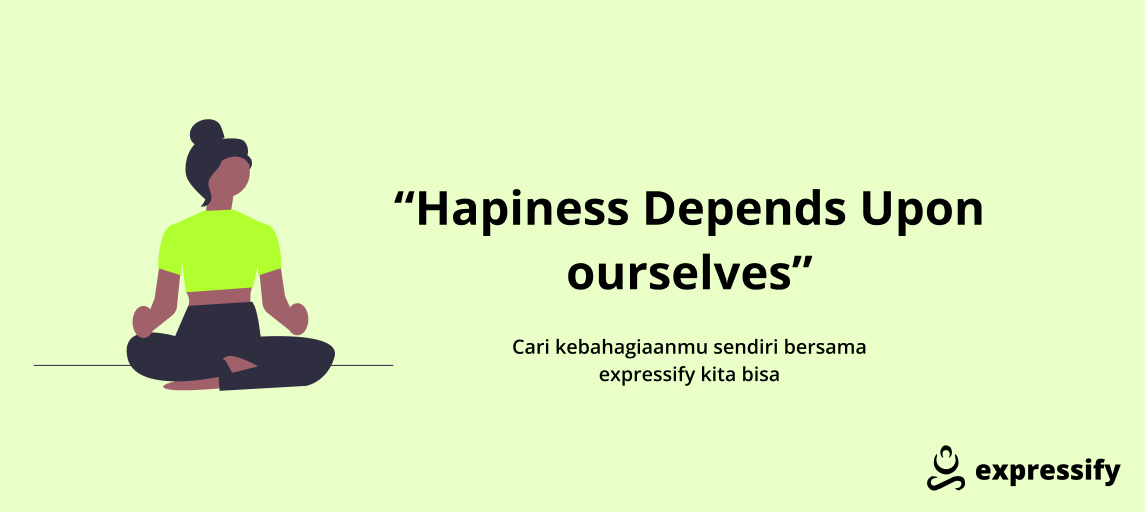 “Hapiness Depends Upon
ourselves”
Cari kebahagiaanmu sendiri bersama
expressify kita bisa
expressify